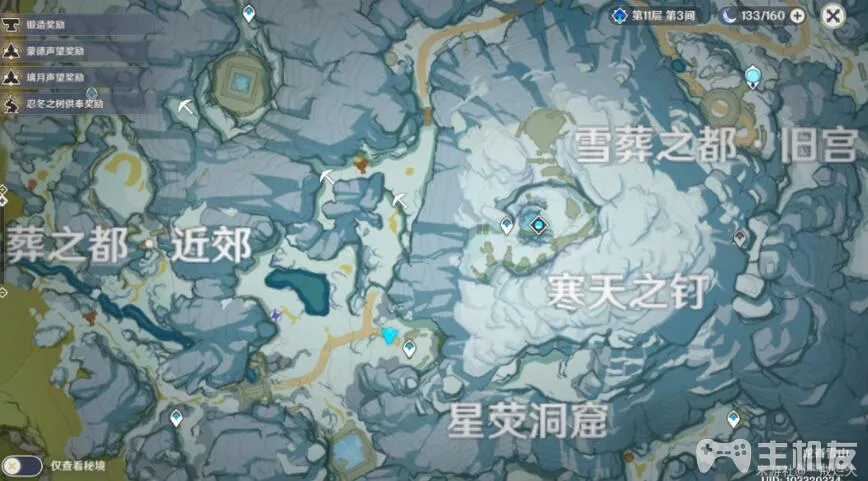 锻造奖励
第11层 第3间
133/160
蒙德声望奖励
璃月声望奖励
忍冬之树供奉奖励
雪葬之都·旧宫
葬之都·近郊
寒天之钉
星荧洞窟
仅查看秘境
主机友